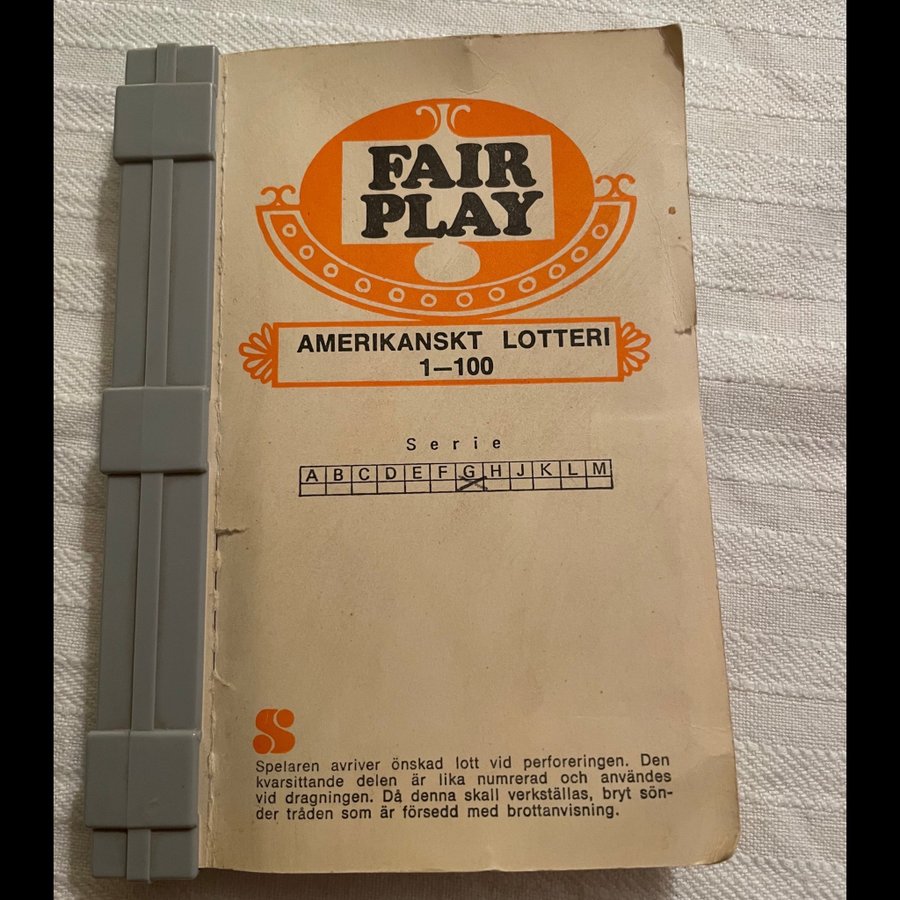 FAIR
PLAY
AMERIKANSKT LOTTERI
1—100
Serie
A B C D E F G H J K L M
S
Spelaren avriver önskad lott vid perforeringen. Den
kvarsittande delen är lika numrerad och användes
vid dragningen. Då denna skall verkställas, bryt sön-
der tråden som är försedd med brottanvisning.